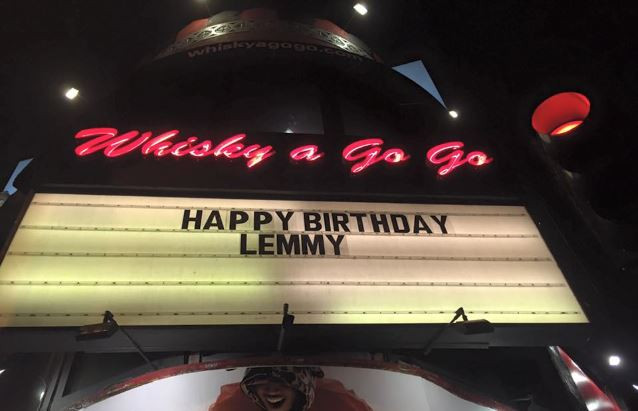 whiskyagogo.com
Whisky a Go Go
HAPPY BIRTHDAY
LEMMY